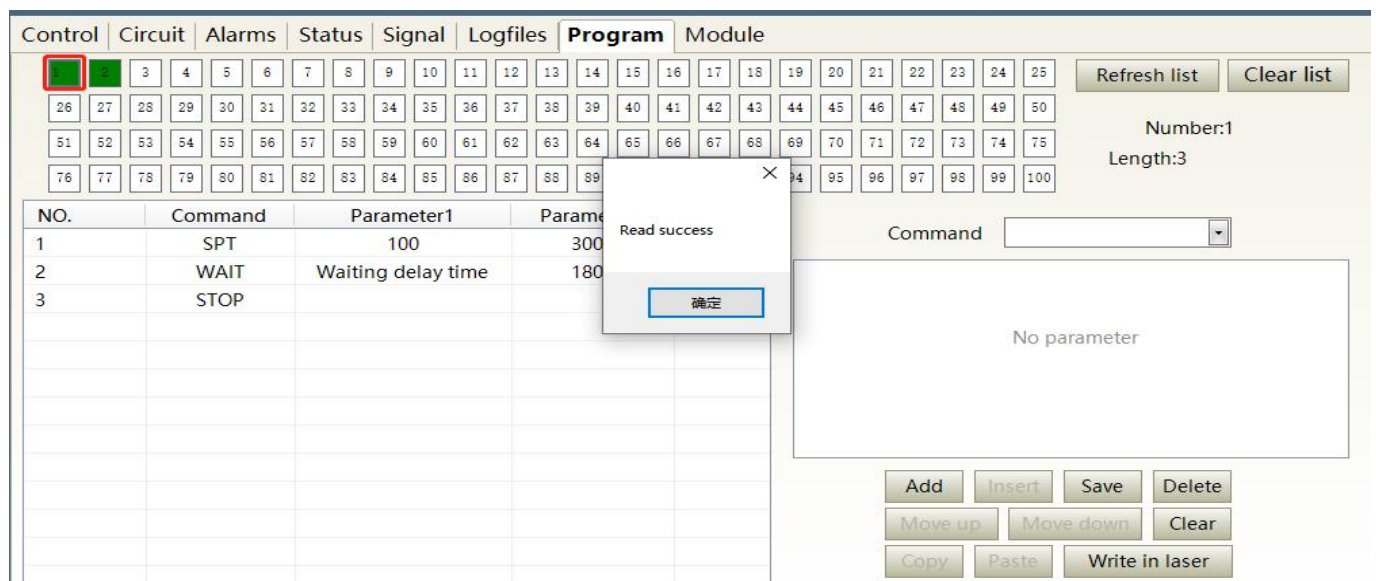 Control Circuit Alarms Status Signal Logfiles Program Module
1 2 3 4 5 6 7 8 9 10 11 12 13 14 15 16 17 18 19 20 21 22 23 24 25 Refresh list Clear list
26 27 28 29 30 31 32 33 34 35 36 37 38 39 40 41 42 43 44 45 46 47 48 49 50
Number:1
51 52 53 54 55 56 57 58 59 60 61 62 63 64 65 66 67 68 69 70 71 72 73 74 75
Length:3
76 77 78 79 80 81 82 83 84 85 86 87 88 89 94 95 96 97 98 99 100
NO. Command Parameter1 Parame
Read success
Command
1 SPT 100 300
2 WAIT Waiting delay time 180
3 STOP
确定
No parameter
Add Insert Save Delete
Move up Move down Clear
Copy Paste Write in laser